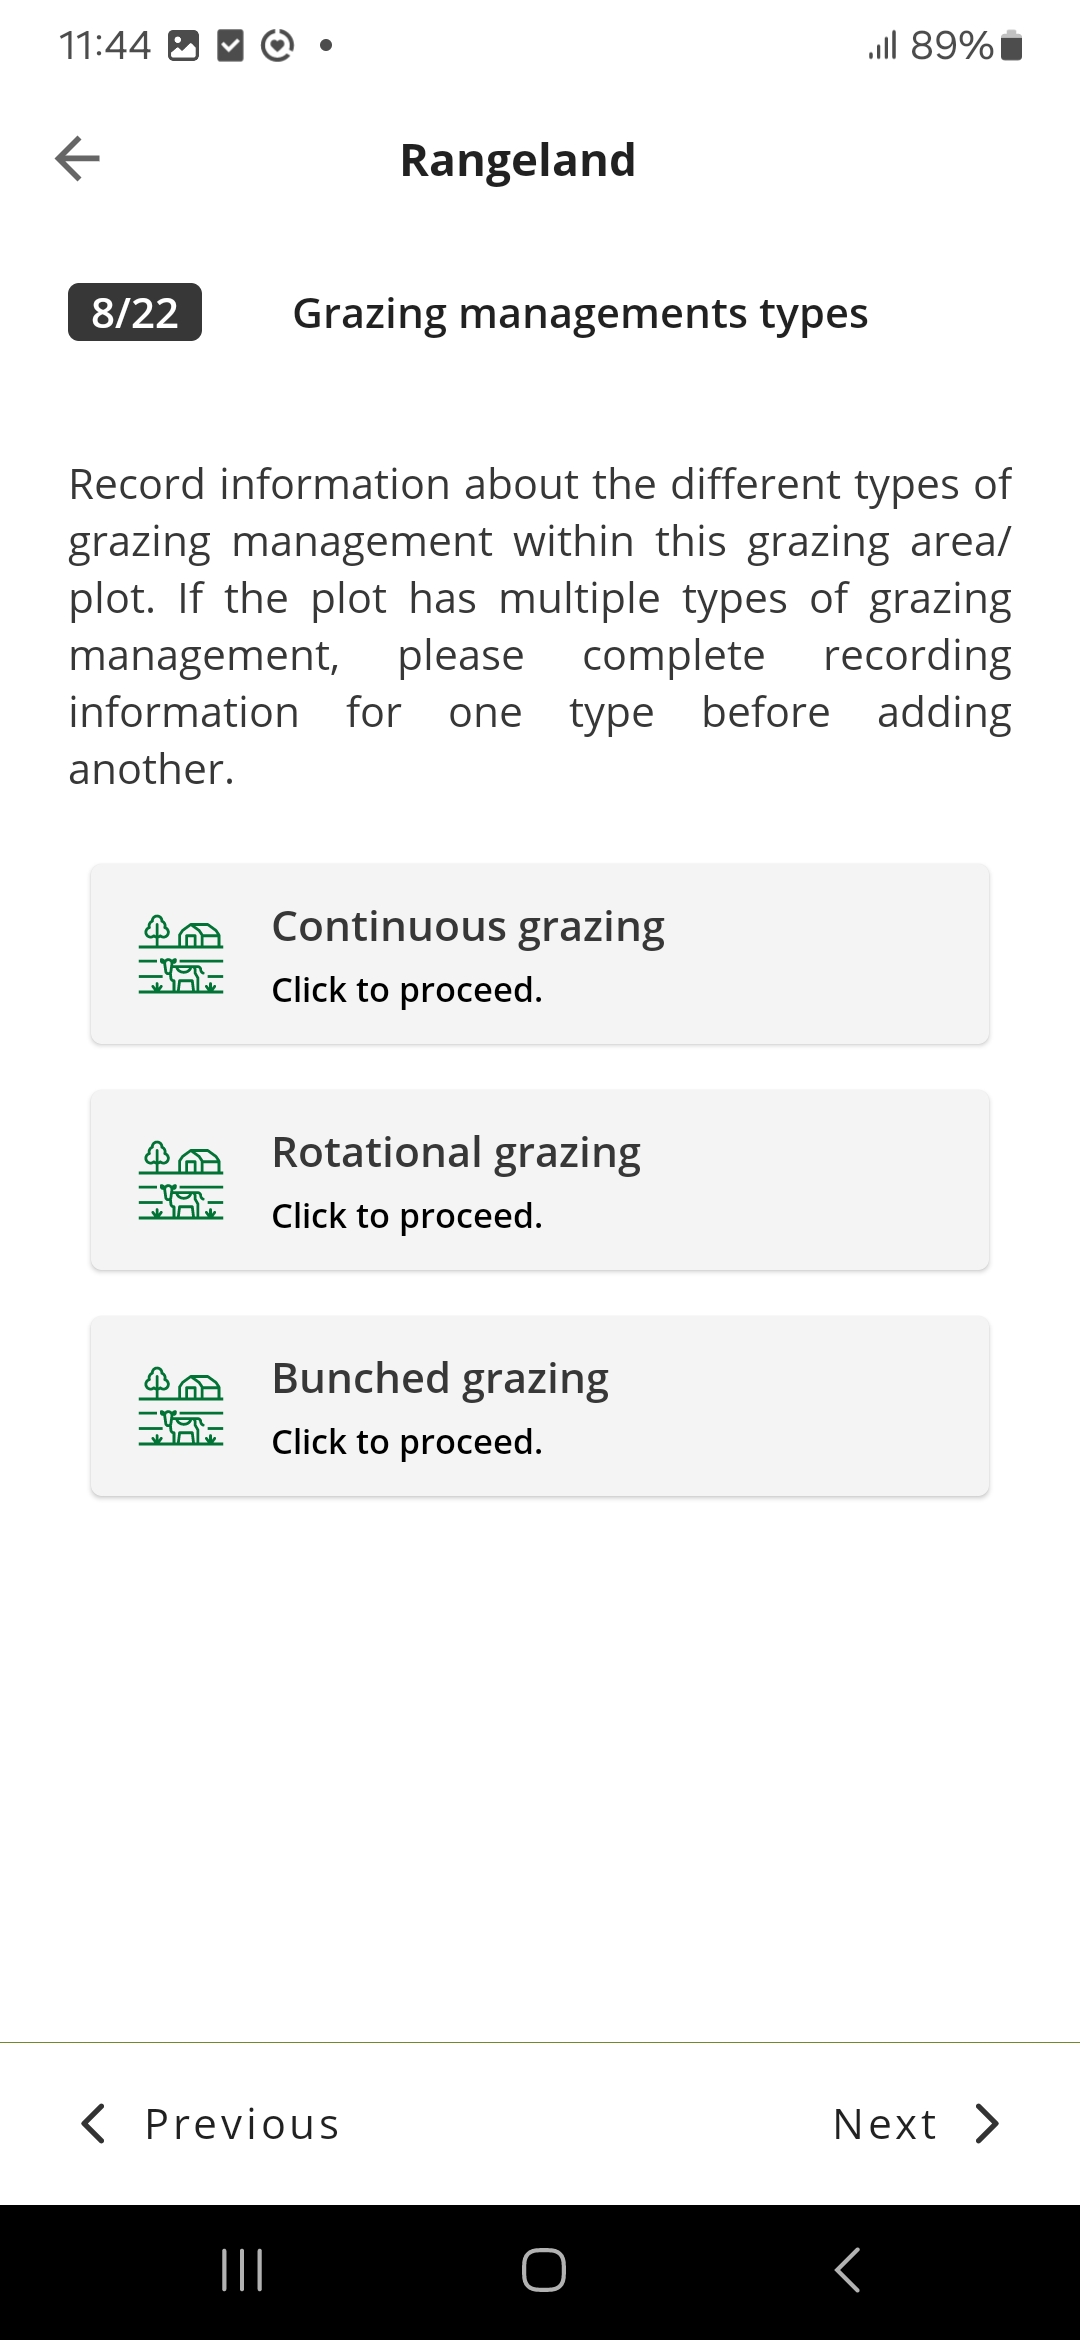 11:44
89%
Rangeland
8/22
Grazing managements types
Record information about the different types of
grazing management within this grazing area/
plot. If the plot has multiple types of grazing
management, please complete recording
information for one type before adding
another.
Continuous grazing
Click to proceed.
Rotational grazing
Click to proceed.
Bunched grazing
Click to proceed.
Previous
Next